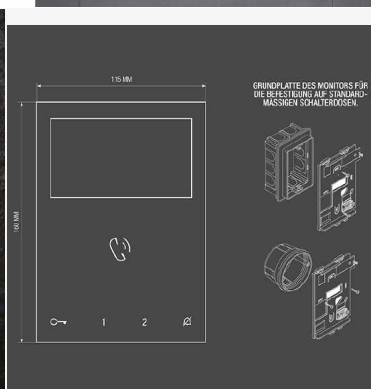 115 MM
GRUNDPLATTE DES MONITORS FÜR
DIE BEFESTIGUNG AUF STANDARD-
MÄSSIGEN SCHALTERDOSEN.
160 MM
1 2